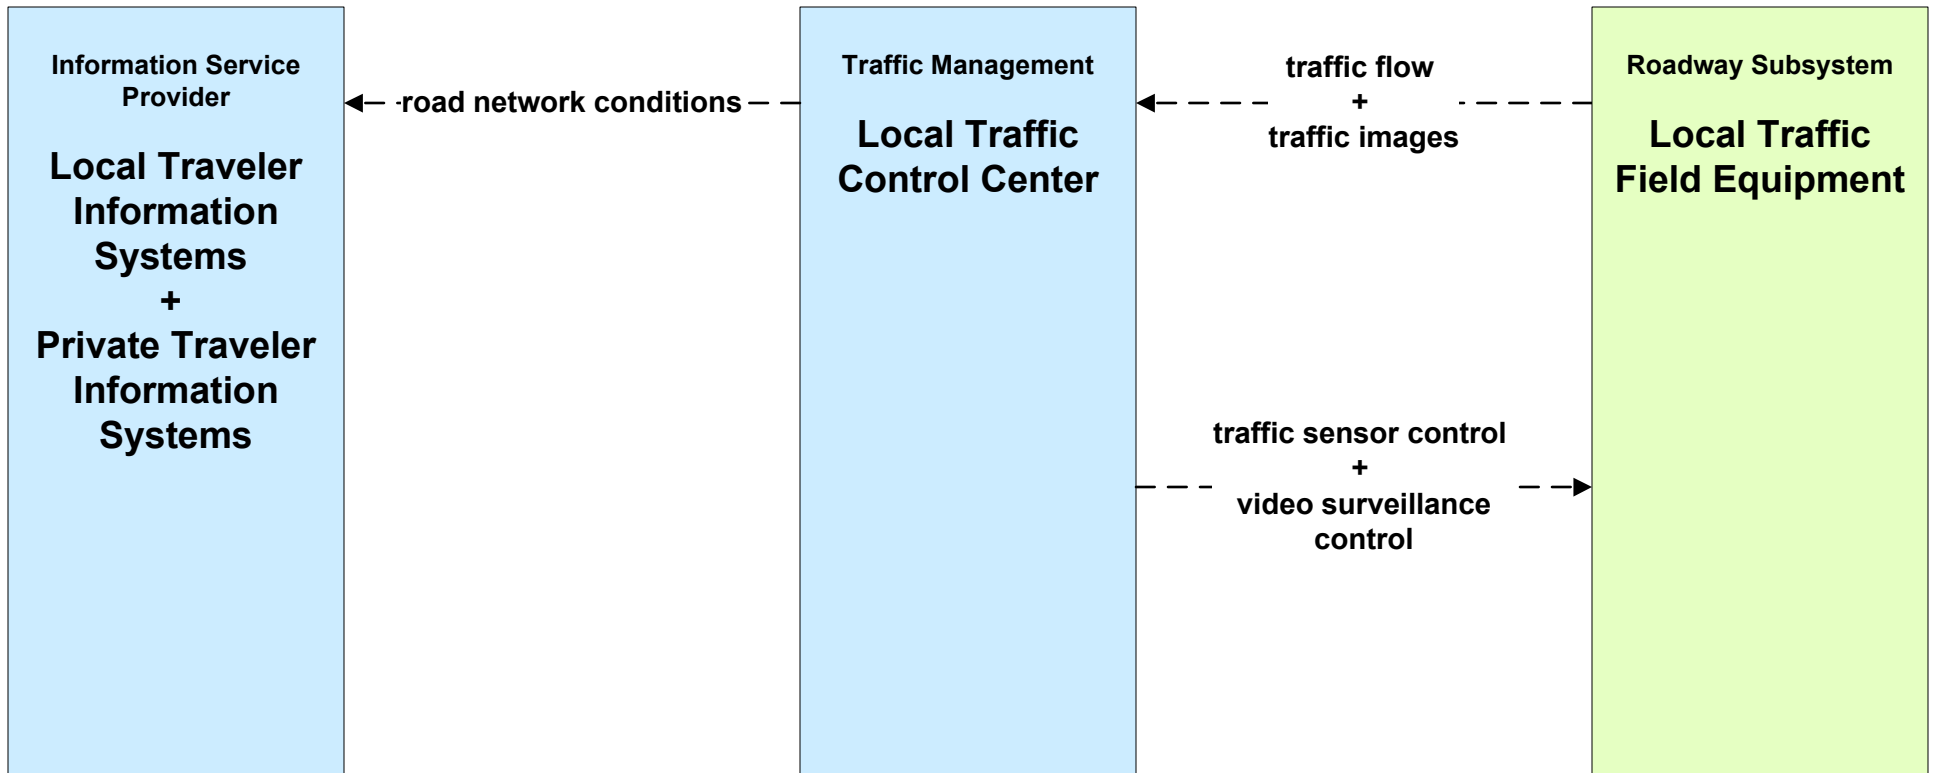 Information Service
Provider
Local Traveler
Information
Systems
+
Private Traveler
Information
Systems
road network conditions
Traffic Management
Local Traffic
Control Center
traffic flow
+
traffic images
traffic sensor control
+
video surveillance
control
Roadway Subsystem
Local Traffic
Field Equipment